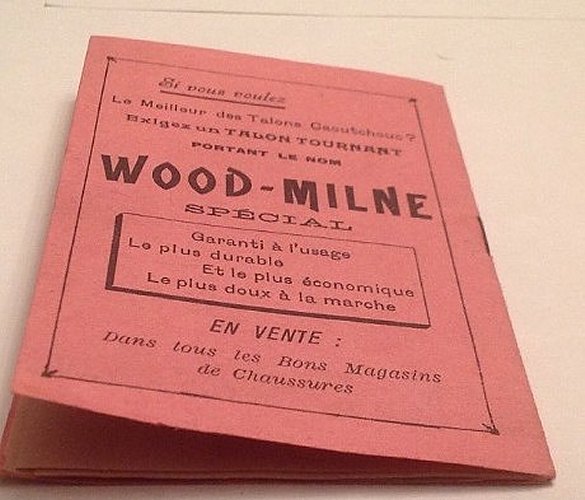 Si vous voulez
Le Meilleur des Talons Caoutchouc?
Exigez un TALON TOURNANT
PORTANT LE NOM
WOOD-MILNE
SPÉCIAL
Garanti à l'usage
Le plus durable
Et le plus économique
Le plus doux à la marche
EN VENTE :
Dans tous les Bons Magasins
de Chaussures